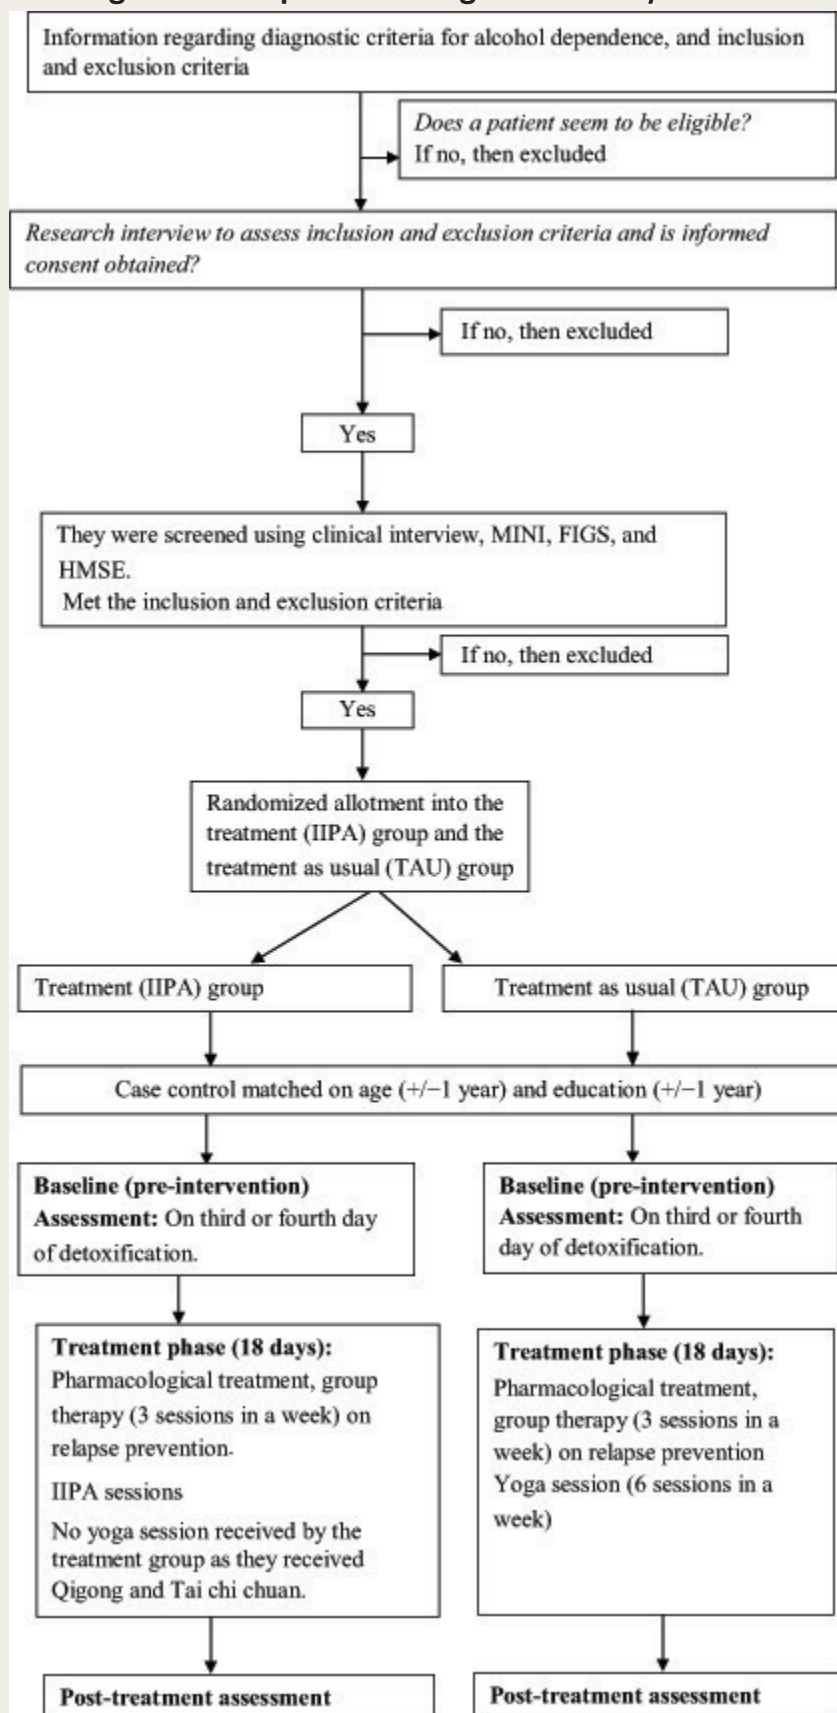 Information regarding diagnostic criteria for alcohol dependence, and inclusion
and exclusion criteria
Does a patient seem to be eligible?
If no, then excluded
Research interview to assess inclusion and exclusion criteria and is informed
consent obtained?
If no, then excluded
Yes
They were screened using clinical interview, MINI, FIGS, and
HMSE.
Met the inclusion and exclusion criteria
If no, then excluded
Yes
Randomized allotment into the
treatment (IIPA) group and the
treatment as usual (TAU) group
Treatment (IIPA) group
Treatment as usual (TAU) group
Case control matched on age (+/−1 year) and education (+/−1 year)
Baseline (pre-intervention)
Assessment: On third or fourth day
of detoxification.
Baseline (pre-intervention)
Assessment: On third or fourth
day of detoxification.
Treatment phase (18 days):
Pharmacological treatment, group
therapy (3 sessions in a week) on
relapse prevention.
IIPA sessions
No yoga session received by the
treatment group as they received
Qigong and Tai chi chuan.
Treatment phase (18 days):
Pharmacological treatment,
group therapy (3 sessions in a
week) on relapse prevention
Yoga session (6 sessions in a
week)
Post-treatment assessment
Post-treatment assessment